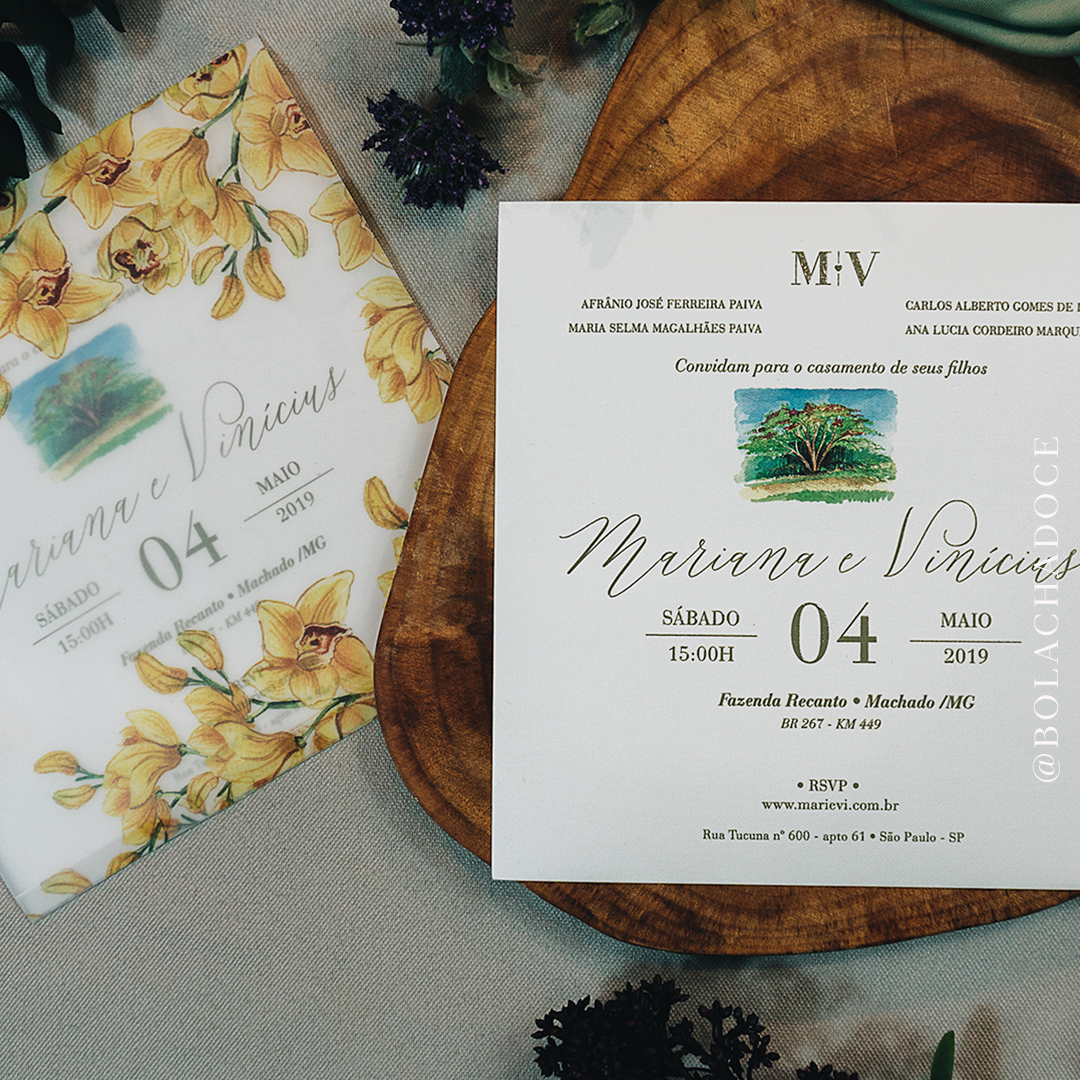 M V
AFRÂNIO JOSÉ FERREIRA PAIVA
MARIA SELMA MAGALHÃES PAIVA
CARLOS ALBERTO GOMES DE
ANA LUCIA CORDEIRO
Convidam para o casamento de seus filhos
Mariana e Vinícius
SÁBADO
15:00H
04
MAIO
2019
Fazenda Recanto • Machado /MG
BR 267 - KM 449
• RSVP •
www.marievi.com.br
Rua Tucuna nº 600 - apto 61 • São Paulo - SP
e Vinícius
SÁBADO
15:00H
04
MAIO
2019
Fazenda Recanto • Machado /MG
@BOLACHADOCE